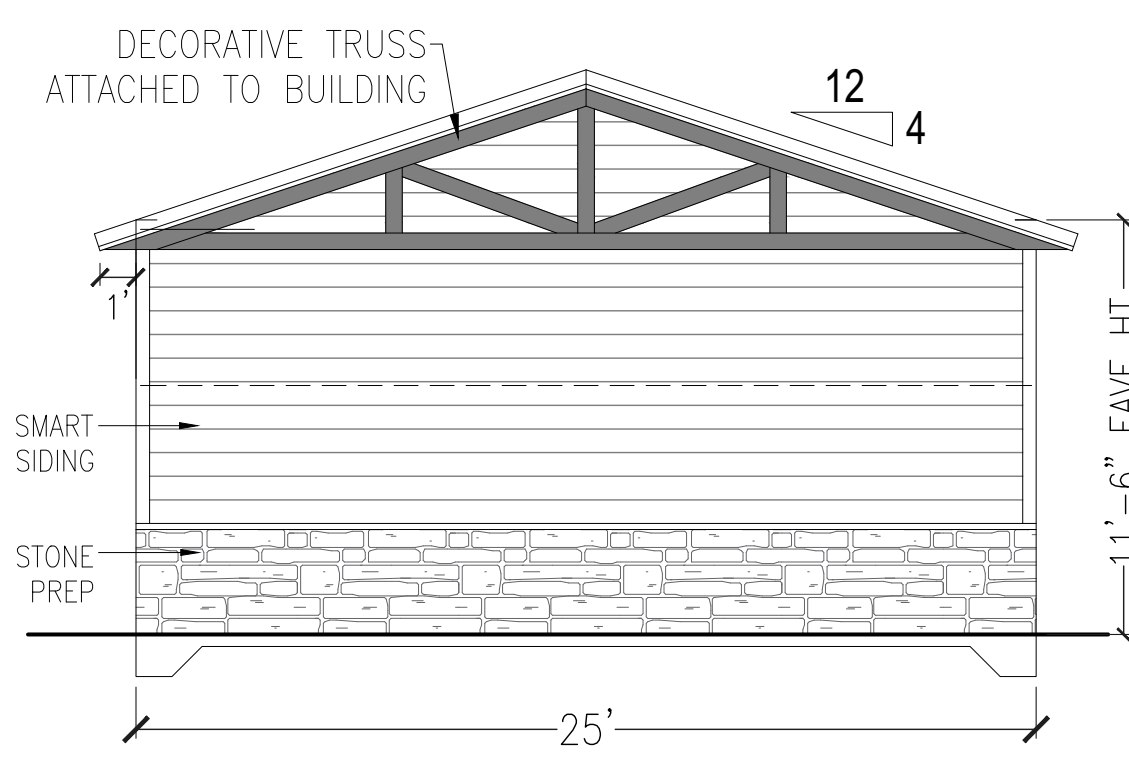 DECORATIVE TRUSS
ATTACHED TO BUILDING
12
4
1'
SMART
SIDING
STONE
PREP
11'-6" EAVE HT
25'